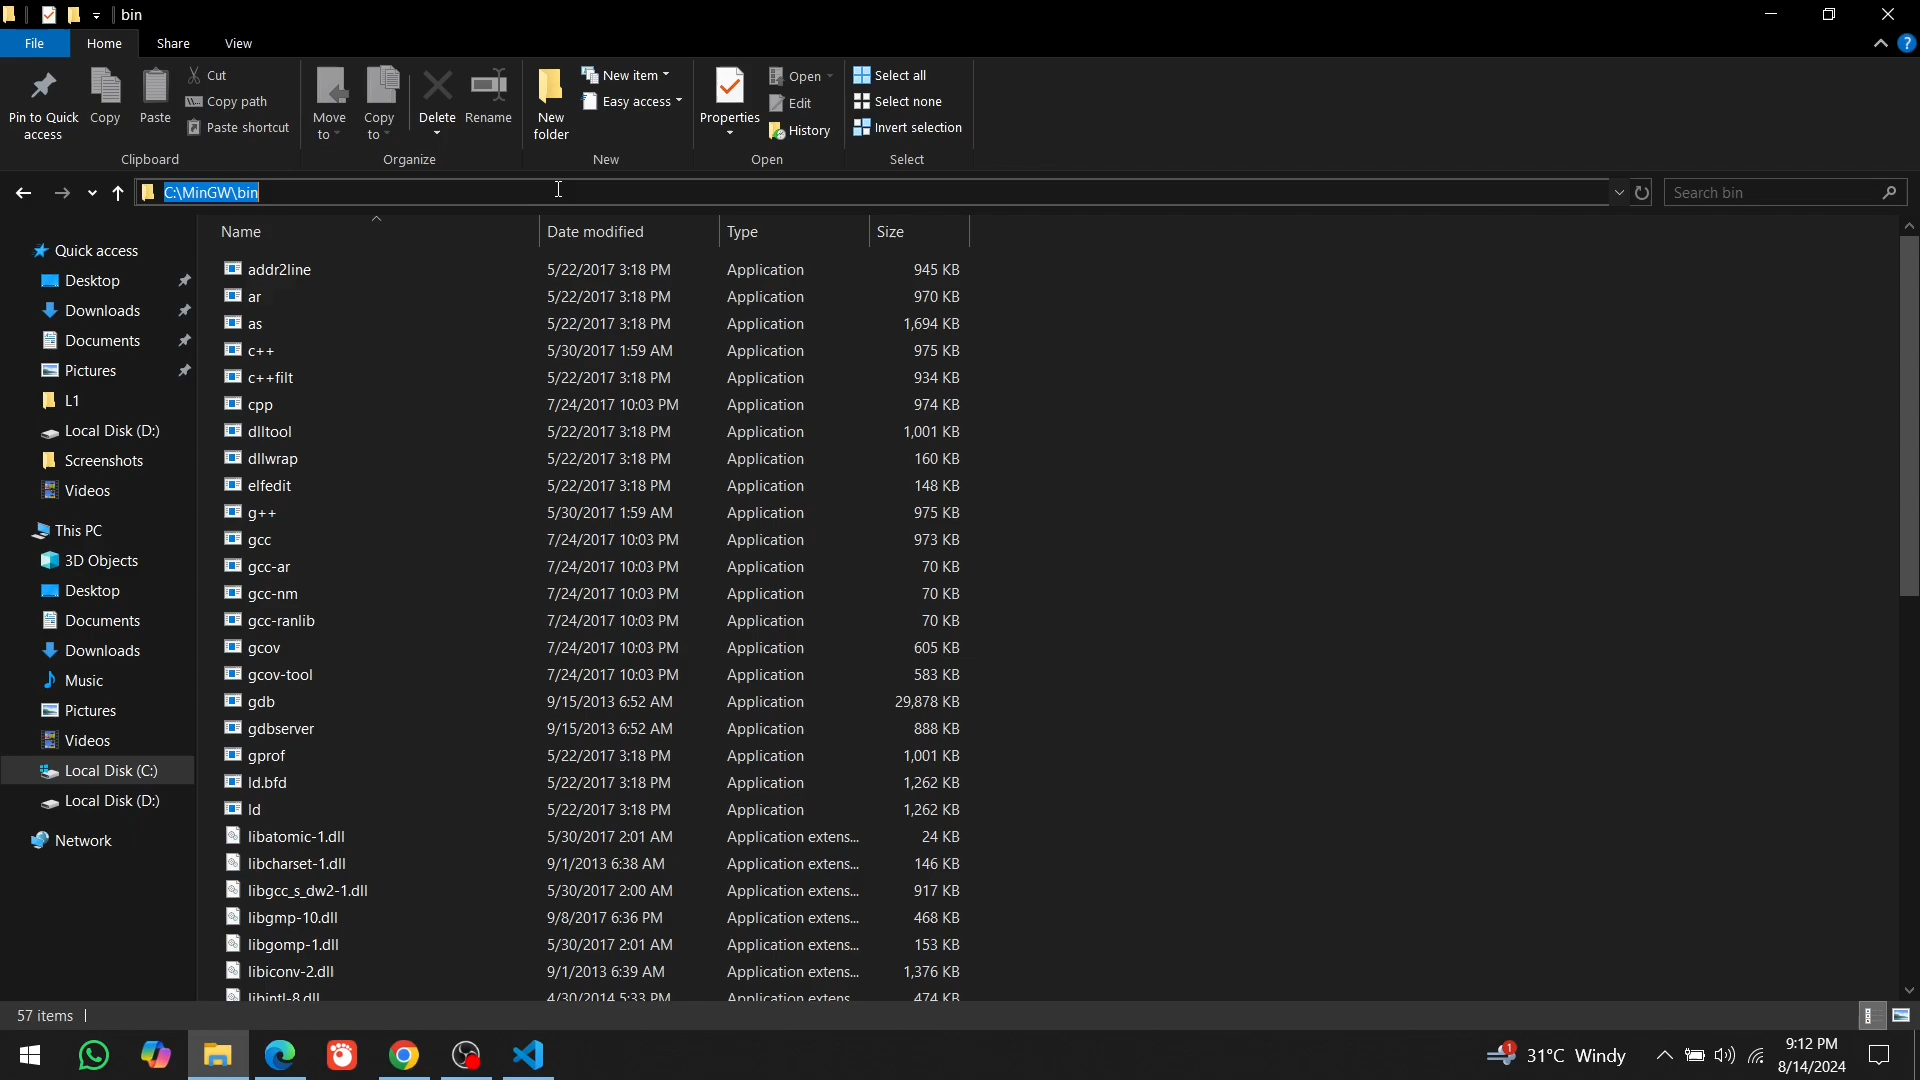 bin
File Home Share View
Pin to Quick access
Copy
Paste
Cut
Copy path
Paste shortcut
Clipboard
Move to
Copy to
Delete
Rename
Organize
New folder
New item
Easy access
New
Properties
Open
Edit
History
Open
Select all
Select none
Invert selection
Select
C:\MinGW\bin
Search bin
Quick access
Desktop
Downloads
Documents
Pictures
L1
Local Disk (D:)
Screenshots
Videos
This PC
3D Objects
Desktop
Documents
Downloads
Music
Pictures
Videos
Local Disk (C:)
Local Disk (D:)
Network
Name Date modified Type Size
addr2line 5/22/2017 3:18 PM Application 945 KB
ar 5/22/2017 3:18 PM Application 970 KB
as 5/22/2017 3:18 PM Application 1,694 KB
c++ 5/30/2017 1:59 AM Application 975 KB
c++filt 5/22/2017 3:18 PM Application 934 KB
cpp 7/24/2017 10:03 PM Application 974 KB
dlltool 5/22/2017 3:18 PM Application 1,001 KB
dllwrap 5/22/2017 3:18 PM Application 160 KB
elfedit 5/22/2017 3:18 PM Application 148 KB
g++ 5/30/2017 1:59 AM Application 975 KB
gcc 7/24/2017 10:03 PM Application 973 KB
gcc-ar 7/24/2017 10:03 PM Application 70 KB
gcc-nm 7/24/2017 10:03 PM Application 70 KB
gcc-ranlib 7/24/2017 10:03 PM Application 70 KB
gcov 7/24/2017 10:03 PM Application 605 KB
gcov-tool 7/24/2017 10:03 PM Application 583 KB
gdb 9/15/2013 6:52 AM Application 29,878 KB
gdbserver 9/15/2013 6:52 AM Application 888 KB
gprof 5/22/2017 3:18 PM Application 1,001 KB
ld.bfd 5/22/2017 3:18 PM Application 1,262 KB
ld 5/22/2017 3:18 PM Application 1,262 KB
libatomic-1.dll 5/30/2017 2:01 AM Application extens... 24 KB
libcharset-1.dll 9/1/2013 6:38 AM Application extens... 146 KB
libgcc_s_dw2-1.dll 5/30/2017 2:00 AM Application extens... 917 KB
libgmp-10.dll 9/8/2017 6:36 PM Application extens... 468 KB
libgomp-1.dll 5/30/2017 2:01 AM Application extens... 153 KB
libiconv-2.dll 9/1/2013 6:39 AM Application extens... 1,376 KB
libintl-8.dll 4/30/2014 5:33 PM Application extens... 474 KB
57 items
1
31°C Windy
9:12 PM
8/14/2024